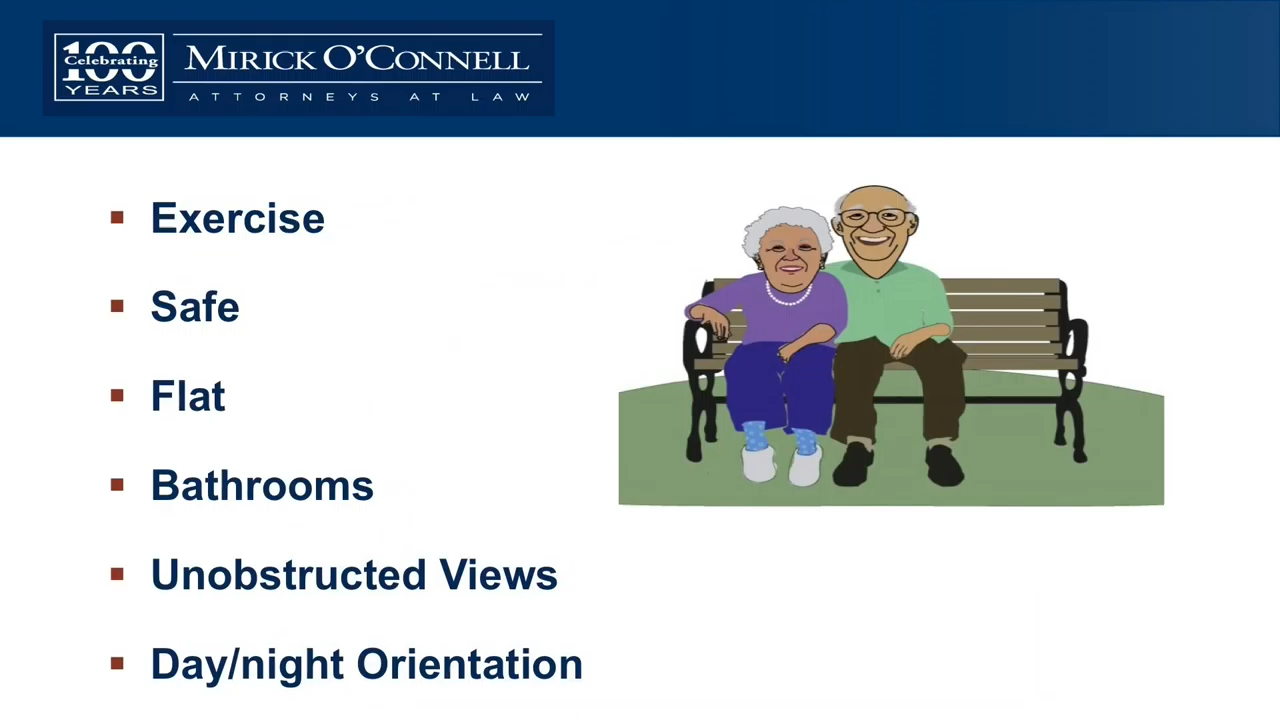 100
Celebrating
YEARS
MIRICK O'CONNELL
ATTORNEYS AT LAW
Exercise
Safe
Flat
Bathrooms
Unobstructed Views
Day/night Orientation